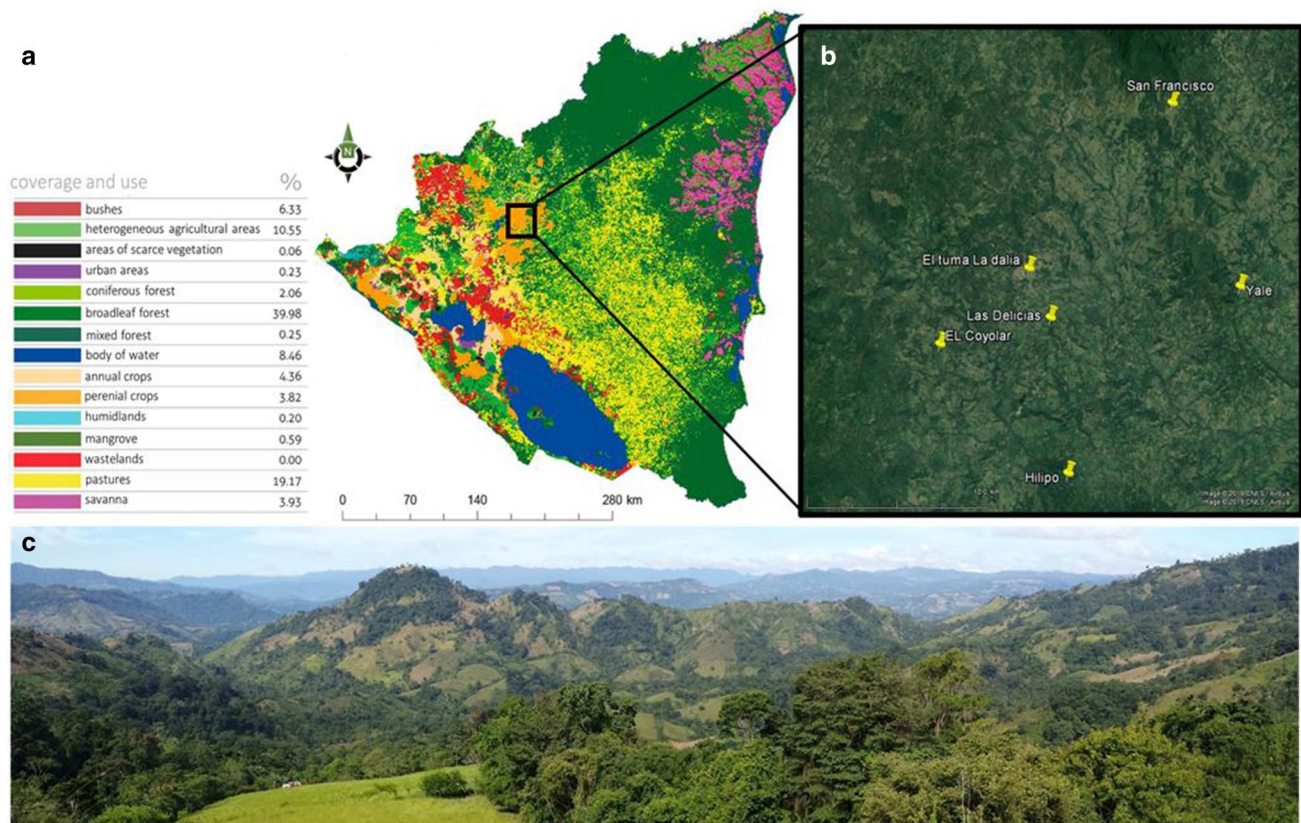 a
N
coverage and use %
bushes 6.33
heterogeneous agricultural areas 10.55
areas of scarce vegetation 0.06
urban areas 0.23
coniferous forest 2.06
broadleaf forest 39.98
mixed forest 0.25
body of water 8.46
annual crops 4.36
perenial crops 3.82
humidlands 0.20
mangrove 0.59
wastelands 0.00
pastures 19.17
savanna 3.93
0 70 140 280 km
b
San Francisco
El tuma La dalia
Yale
Las Delicias
EL Coyolar
Hilipo
c